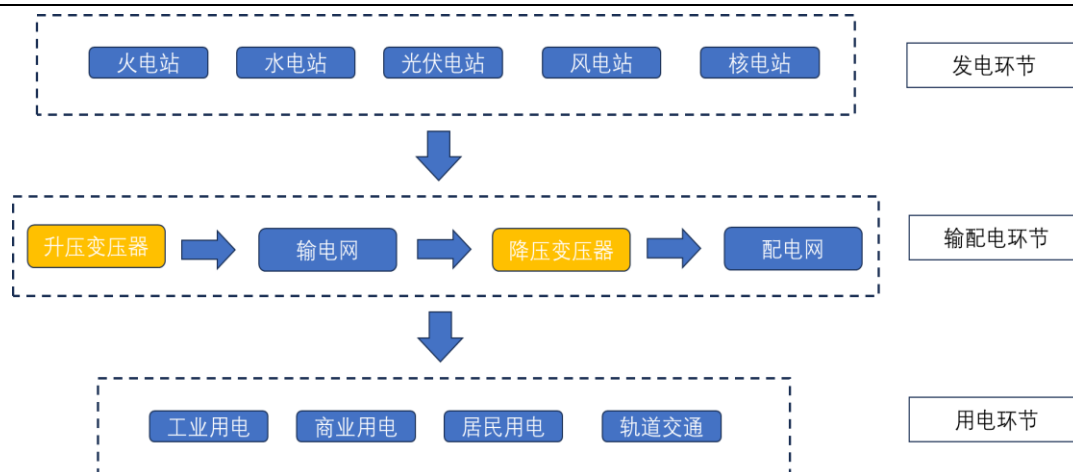 火电站
水电站
光伏电站
风电站
核电站
发电环节
升压变压器
输电网
降压变压器
配电网
输配电环节
工业用电
商业用电
居民用电
轨道交通
用电环节